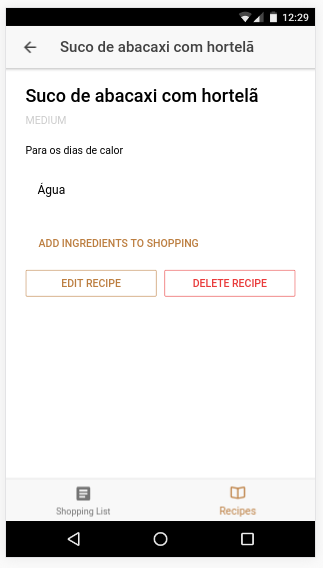 12:29
Suco de abacaxi com hortelã
Suco de abacaxi com hortelã
MEDIUM
Para os dias de calor
Água
ADD INGREDIENTS TO SHOPPING
EDIT RECIPE DELETE RECIPE
Shopping List Recipes